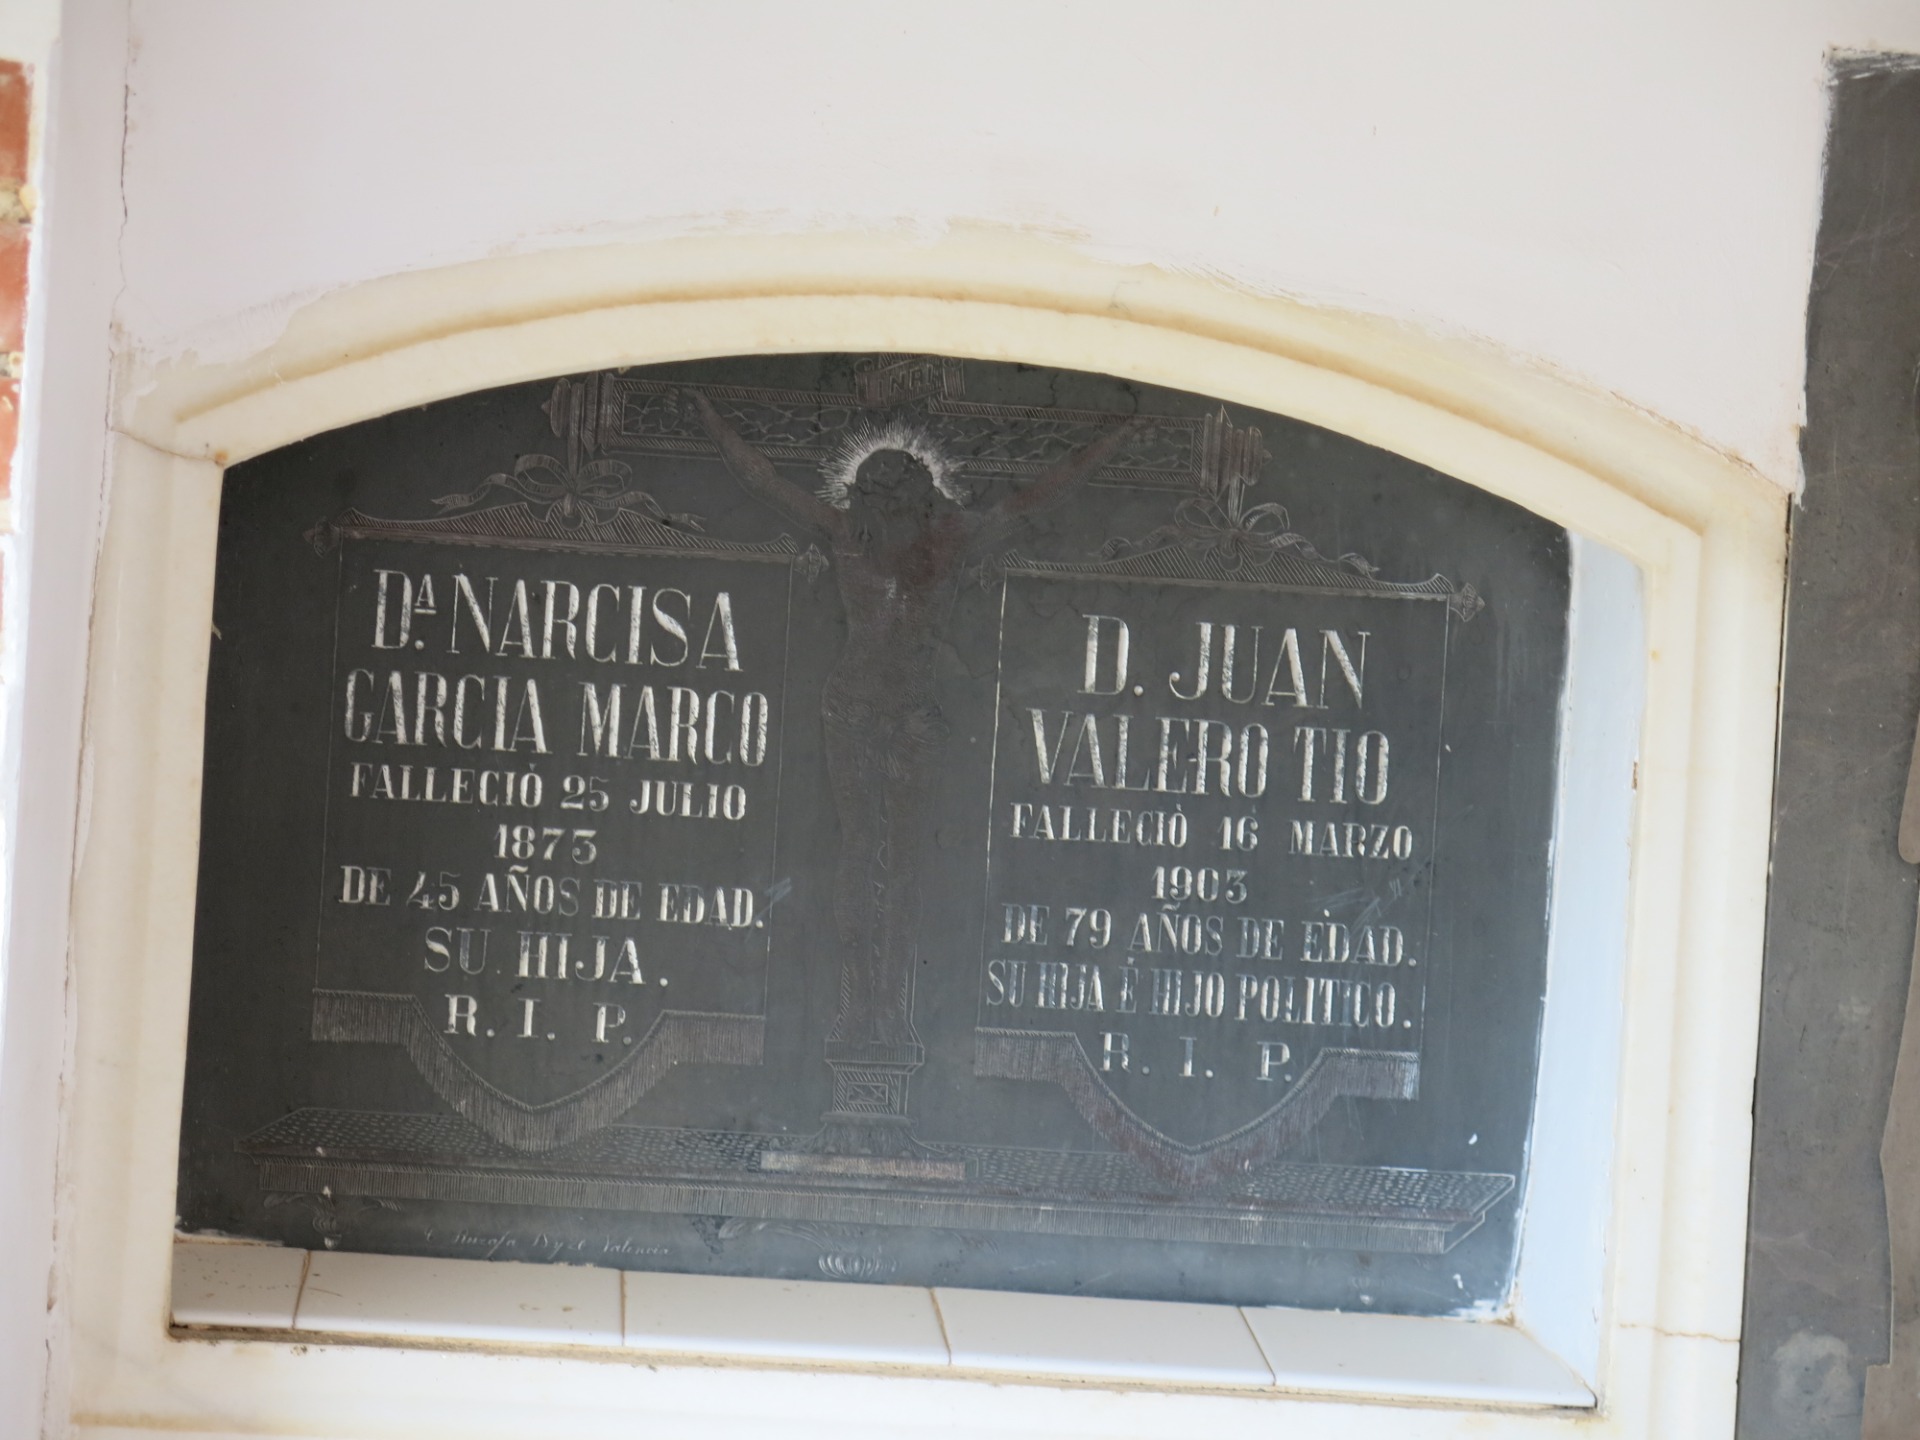 INRI
Dª. NARCISA
GARCIA MARCO
FALLECIÓ 25 JULIO
1873
DE 45 AÑOS DE EDAD.
SU HIJA.
R. I. P.
D. JUAN
VALERO TIO
FALLECIÓ 16 MARZO
1903
DE 79 AÑOS DE EDAD.
SU HIJA É HIJO POLITICO.
R. I. P.
Valencia